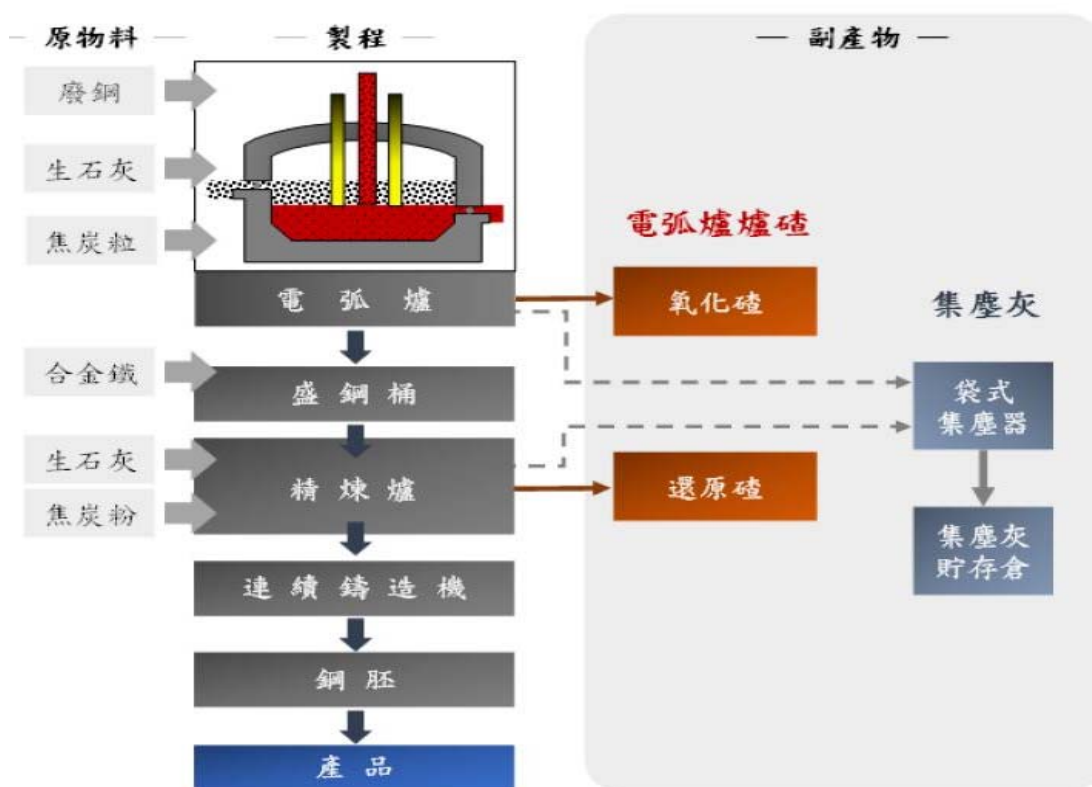 原物料
製程
副產物
廢鋼
生石灰
焦炭粒
電弧爐
合金鐵
盛鋼桶
生石灰
焦炭粉
精煉爐
連續鑄造機
鋼胚
產品
電弧爐爐碴
氧化碴
還原碴
集塵灰
袋式
集塵器
集塵灰
貯存倉